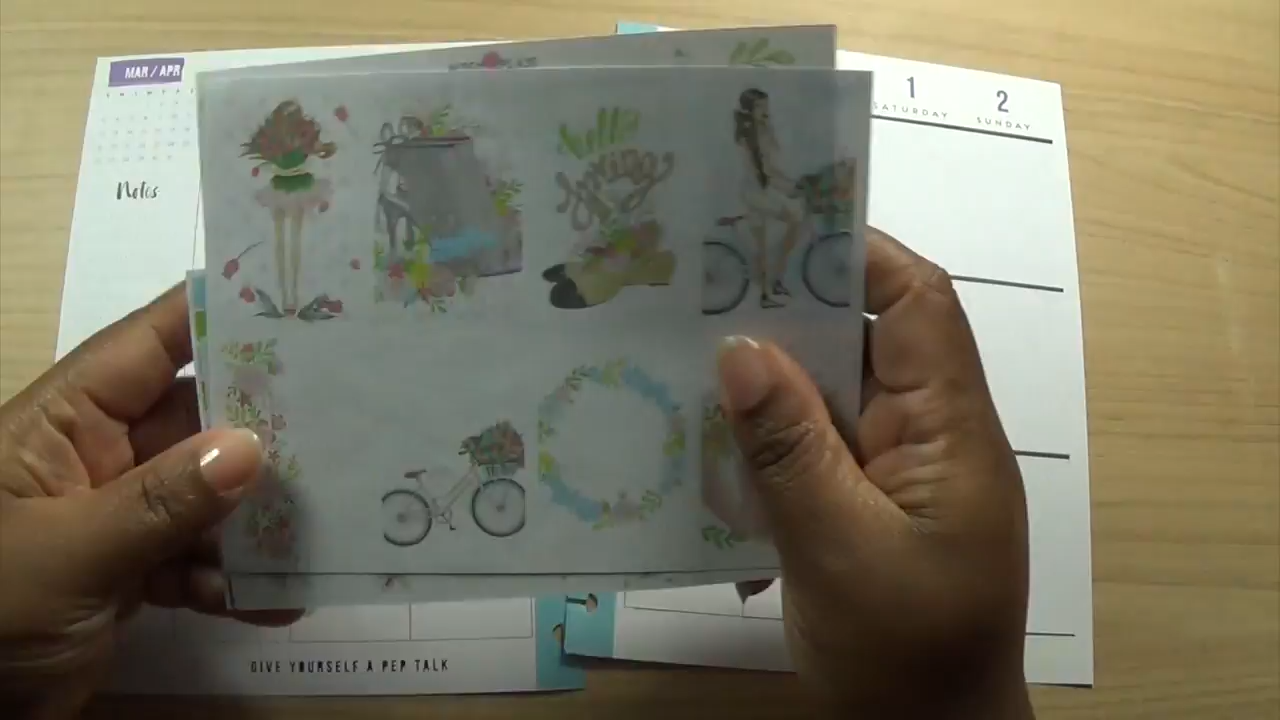 MAR / APR
1
SATURDAY
2
SUNDAY
Notes
hello
spring
GIVE YOURSELF A PEP TALK